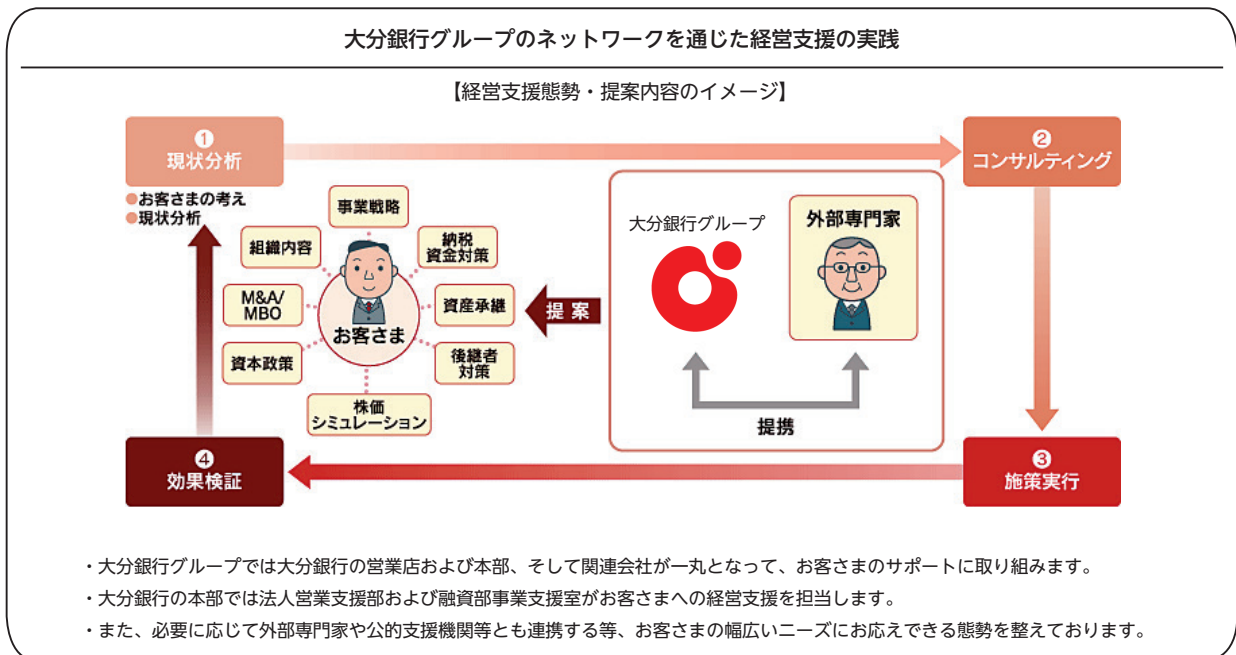 大分銀行グループのネットワークを通じた経営支援の実践
【経営支援態勢・提案内容のイメージ】
❶
現状分析
●お客さまの考え
●現状分析
❷
コンサルティング
事業戦略
組織内容
納税
資金対策
M&A/
MBO
資産承継
お客さま
資本政策
後継者
対策
株価
シミュレーション
提案
大分銀行グループ
外部専門家
提携
❹
効果検証
❸
施策実行
・大分銀行グループでは大分銀行の営業店および本部、そして関連会社が一丸となって、お客さまのサポートに取り組みます。
・大分銀行の本部では法人営業支援部および融資部事業支援室がお客さまへの経営支援を担当します。
・また、必要に応じて外部専門家や公的支援機関等とも連携する等、お客さまの幅広いニーズにお応えできる態勢を整えております。